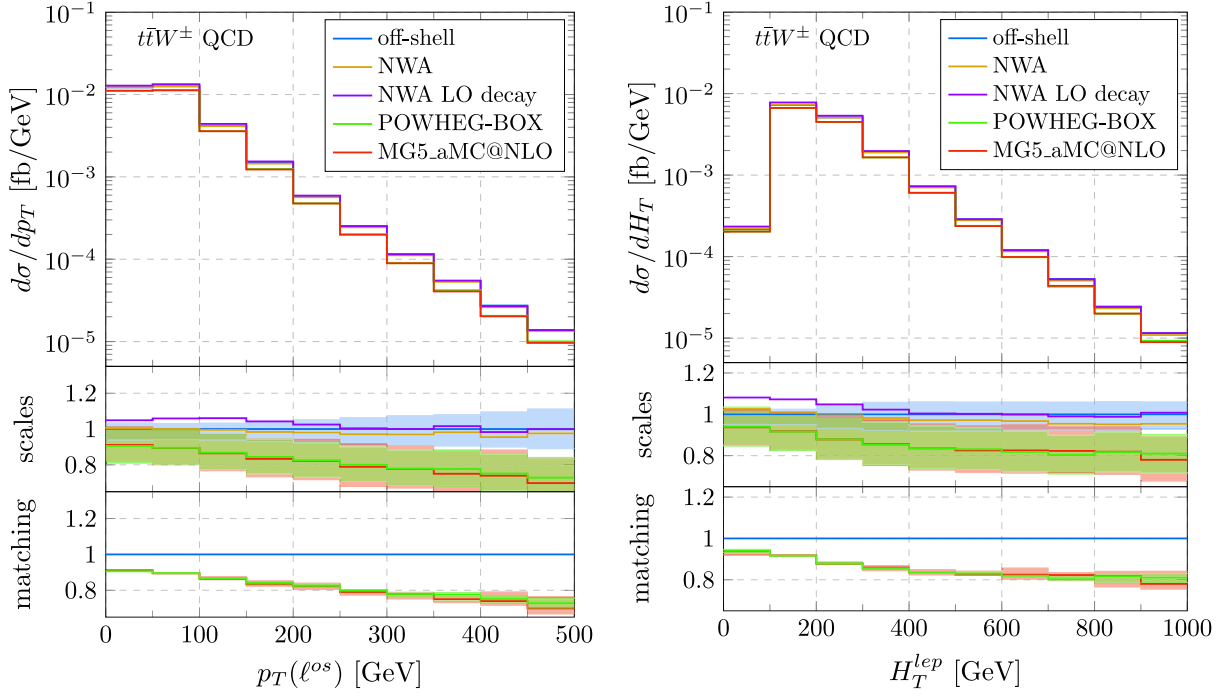 tt̄W± QCD
off-shell
NWA
NWA LO decay
POWHEG-BOX
MG5_aMC@NLO
dσ/dp_T [fb/GeV]
10⁻¹
10⁻²
10⁻³
10⁻⁴
10⁻⁵
scales
1.2
1
0.8
matching
1.2
1
0.8
0 100 200 300 400 500
p_T(ℓ^{os}) [GeV]
tt̄W± QCD
off-shell
NWA
NWA LO decay
POWHEG-BOX
MG5_aMC@NLO
dσ/dH_T [fb/GeV]
10⁻¹
10⁻²
10⁻³
10⁻⁴
10⁻⁵
scales
1.2
1
0.8
matching
1.2
1
0.8
0 200 400 600 800 1000
H_T^{lep} [GeV]